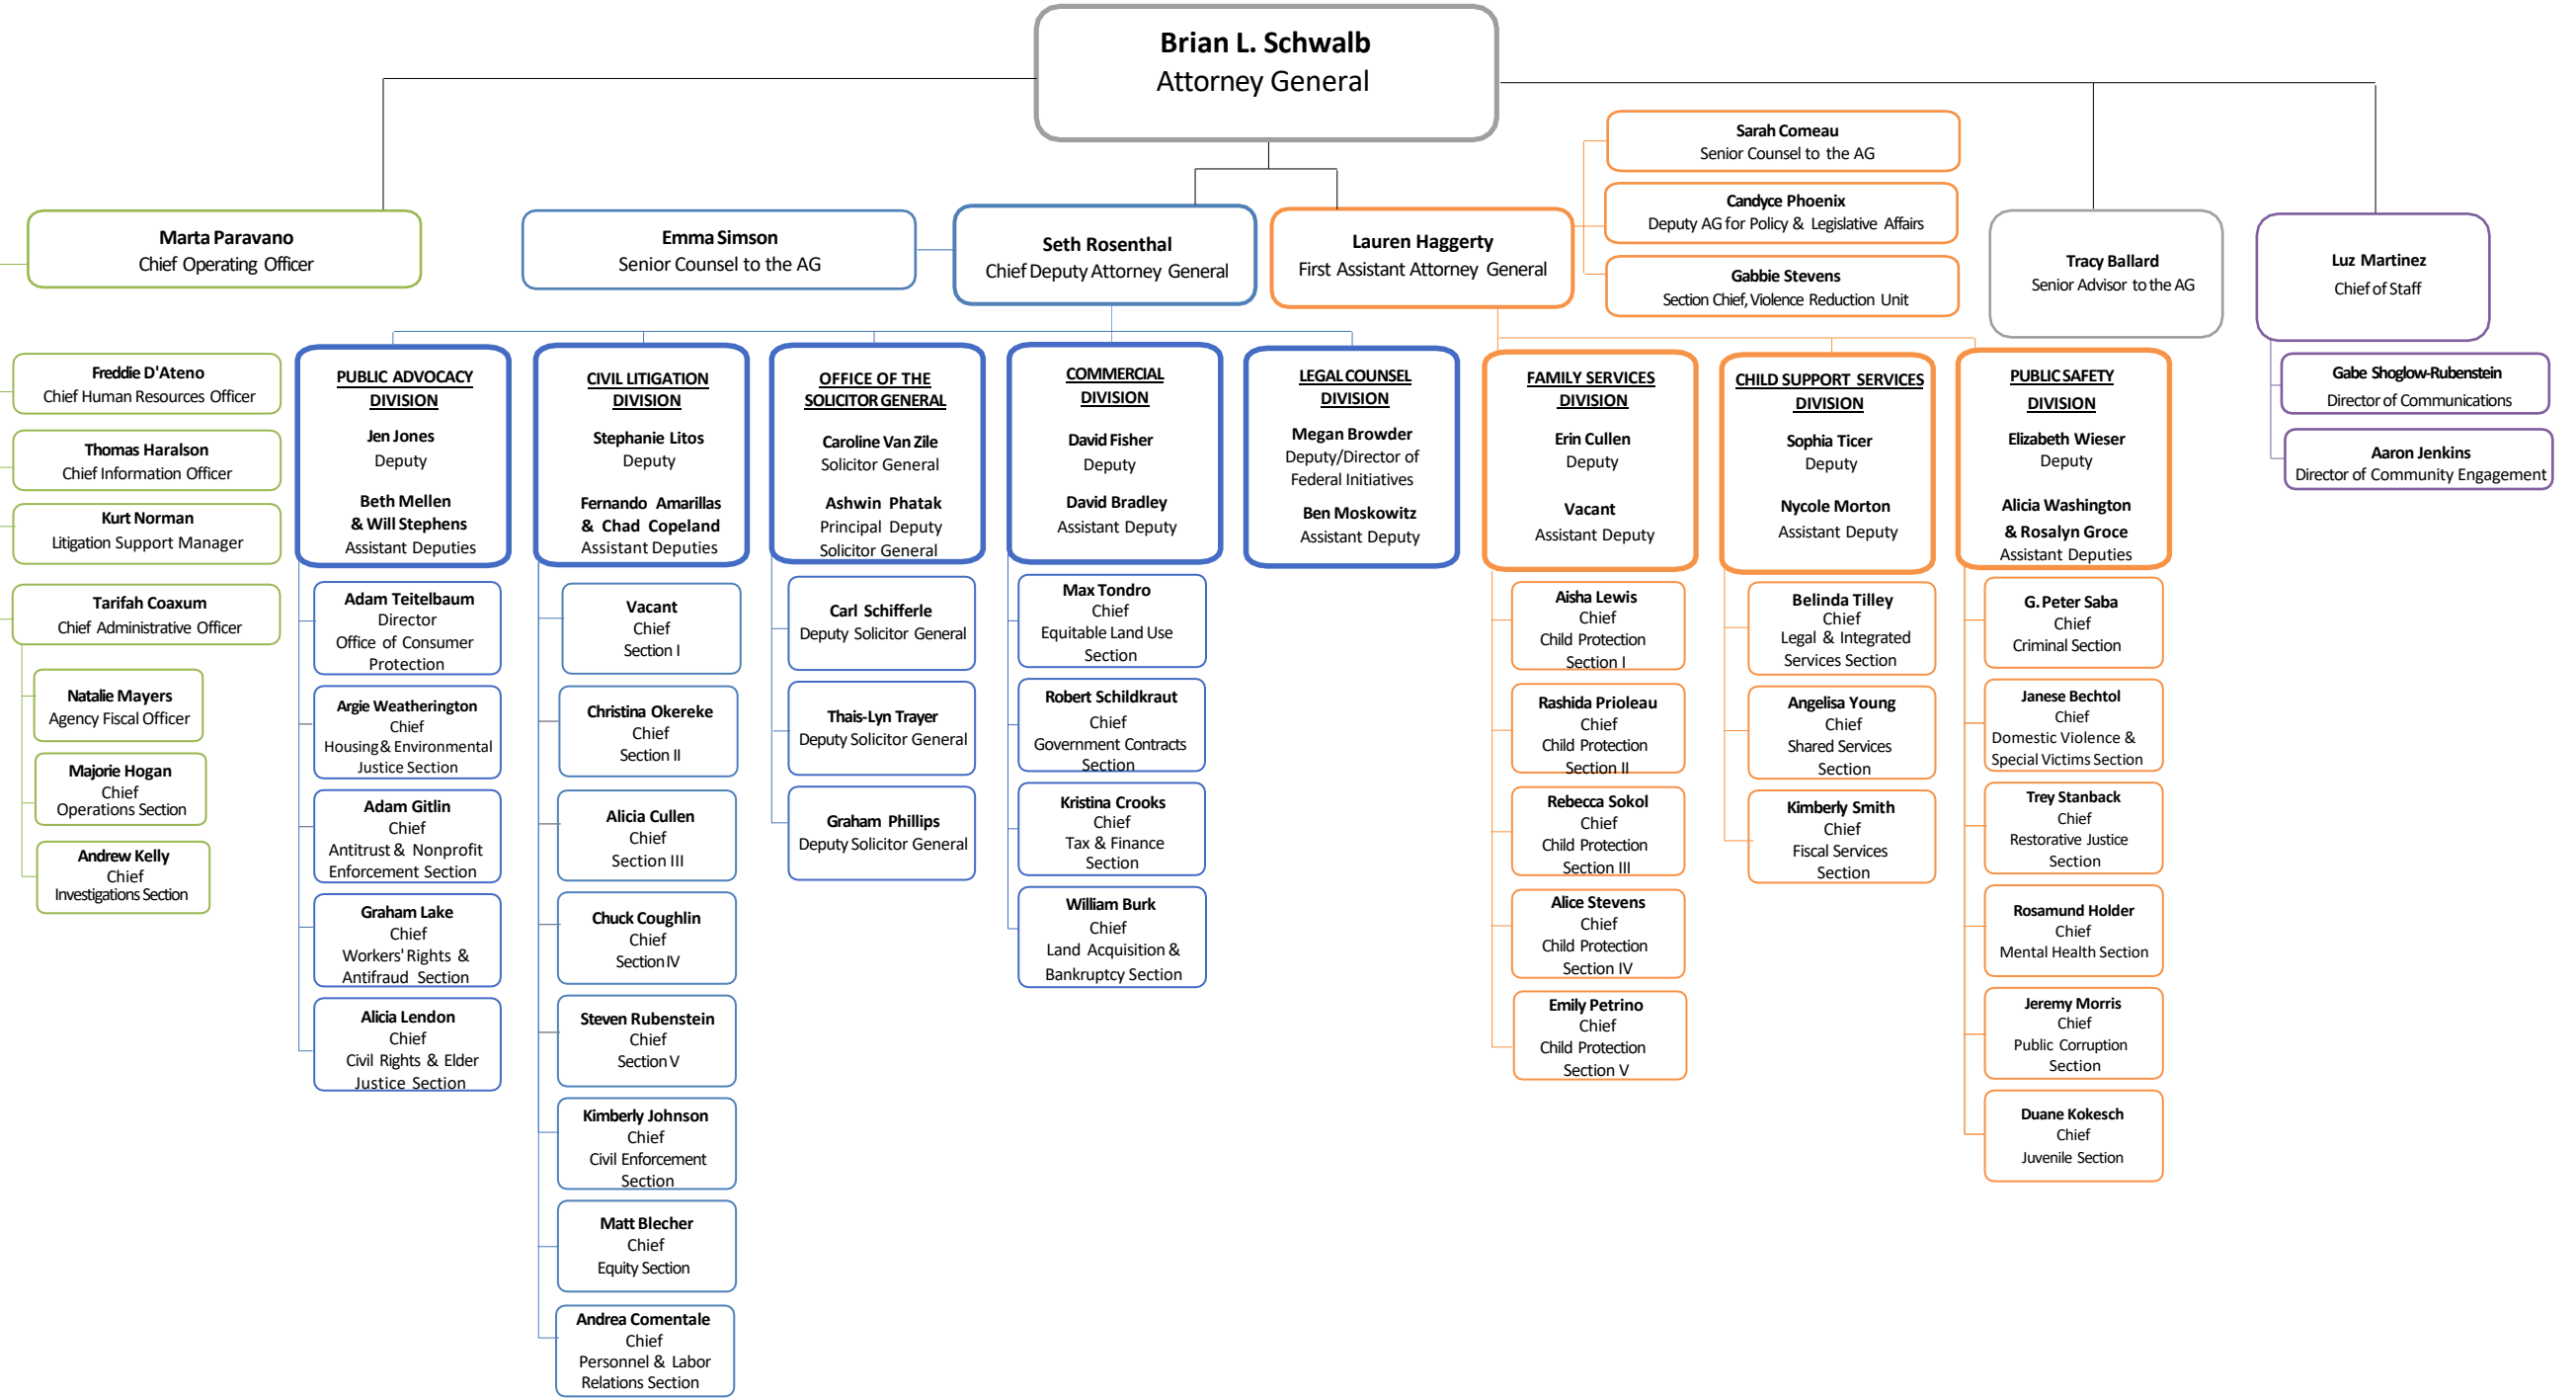 Brian L. Schwalb
Attorney General
Sarah Comeau
Senior Counsel to the AG
Candyce Phoenix
Deputy AG for Policy & Legislative Affairs
Gabbie Stevens
Section Chief, Violence Reduction Unit
Marta Paravano
Chief Operating Officer
Emma Simson
Senior Counsel to the AG
Seth Rosenthal
Chief Deputy Attorney General
Lauren Haggerty
First Assistant Attorney General
Tracy Ballard
Senior Advisor to the AG
Luz Martinez
Chief of Staff
Freddie D'Ateno
Chief Human Resources Officer
Thomas Haralson
Chief Information Officer
Kurt Norman
Litigation Support Manager
Tarifah Coaxum
Chief Administrative Officer
Natalie Mayers
Agency Fiscal Officer
Majorie Hogan
Chief
Operations Section
Andrew Kelly
Chief
Investigations Section
PUBLIC ADVOCACY
DIVISION
Jen Jones
Deputy
Beth Mellen
& Will Stephens
Assistant Deputies
Adam Teitelbaum
Director
Office of Consumer
Protection
Argie Weatherington
Chief
Housing & Environmental
Justice Section
Adam Gitlin
Chief
Antitrust & Nonprofit
Enforcement Section
Graham Lake
Chief
Workers' Rights &
Antifraud Section
Alicia Lendon
Chief
Civil Rights & Elder
Justice Section
CIVIL LITIGATION
DIVISION
Stephanie Litos
Deputy
Fernando Amarillas
& Chad Copeland
Assistant Deputies
Vacant
Chief
Section I
Christina Okereke
Chief
Section II
Alicia Cullen
Chief
Section III
Chuck Coughlin
Chief
Section IV
Steven Rubenstein
Chief
Section V
Kimberly Johnson
Chief
Civil Enforcement
Section
Matt Blecher
Chief
Equity Section
Andrea Comentale
Chief
Personnel & Labor
Relations Section
OFFICE OF THE
SOLICITOR GENERAL
Caroline Van Zile
Solicitor General
Ashwin Phatak
Principal Deputy
Solicitor General
Carl Schifferle
Deputy Solicitor General
Thais-Lyn Trayer
Deputy Solicitor General
Graham Phillips
Deputy Solicitor General
COMMERCIAL
DIVISION
David Fisher
Deputy
David Bradley
Assistant Deputy
Max Tondro
Chief
Equitable Land Use
Section
Robert Schildkraut
Chief
Government Contracts
Section
Kristina Crooks
Chief
Tax & Finance
Section
William Burk
Chief
Land Acquisition &
Bankruptcy Section
LEGAL COUNSEL
DIVISION
Megan Browder
Deputy/Director of
Federal Initiatives
Ben Moskowitz
Assistant Deputy
FAMILY SERVICES
DIVISION
Erin Cullen
Deputy
Vacant
Assistant Deputy
Aisha Lewis
Chief
Child Protection
Section I
Rashida Prioleau
Chief
Child Protection
Section II
Rebecca Sokol
Chief
Child Protection
Section III
Alice Stevens
Chief
Child Protection
Section IV
Emily Petrino
Chief
Child Protection
Section V
CHILD SUPPORT SERVICES
DIVISION
Sophia Ticer
Deputy
Nycole Morton
Assistant Deputy
Belinda Tilley
Chief
Legal & Integrated
Services Section
Angelisa Young
Chief
Shared Services
Section
Kimberly Smith
Chief
Fiscal Services
Section
PUBLIC SAFETY
DIVISION
Elizabeth Wieser
Deputy
Alicia Washington
& Rosalyn Groce
Assistant Deputies
G. Peter Saba
Chief
Criminal Section
Janese Bechtol
Chief
Domestic Violence &
Special Victims Section
Trey Stanback
Chief
Restorative Justice
Section
Rosamund Holder
Chief
Mental Health Section
Jeremy Morris
Chief
Public Corruption
Section
Duane Kokesch
Chief
Juvenile Section
Gabe Shoglow-Rubenstein
Director of Communications
Aaron Jenkins
Director of Community Engagement